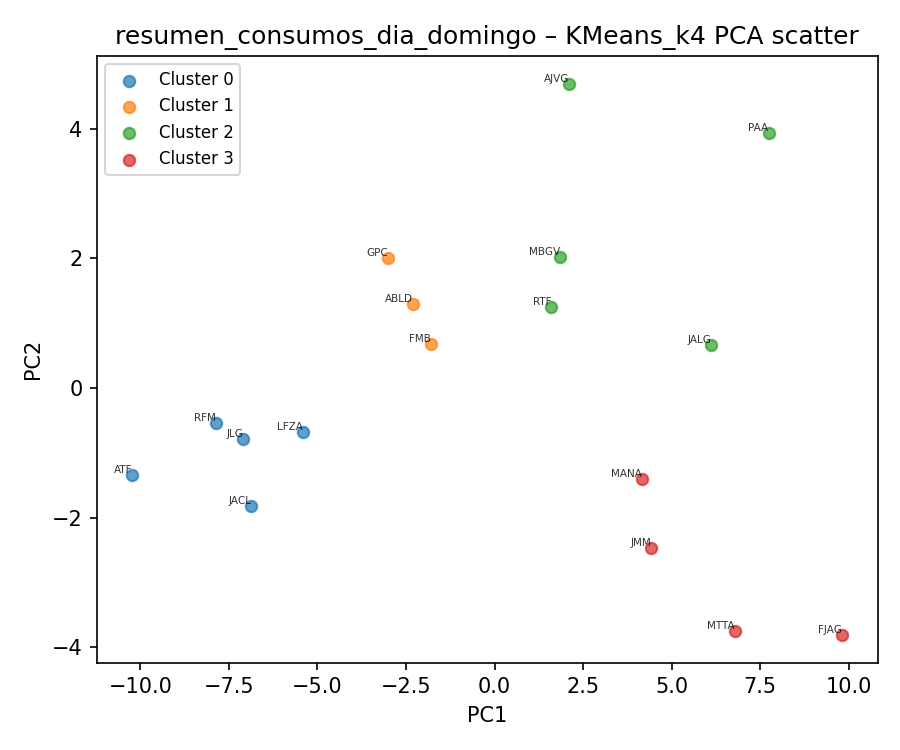 resumen_consumos_dia_domingo – KMeans_k4 PCA scatter
Cluster 0
Cluster 1
Cluster 2
Cluster 3
AJVG
PAA
GPC
MBGV
ABLD
RTF
FMB
JALG
RFM
JLG
LFZA
ATF
JACL
MANA
JMM
MTTA
FJAG
4
2
0
−2
−4
PC2
−10.0 −7.5 −5.0 −2.5 0.0 2.5 5.0 7.5 10.0
PC1